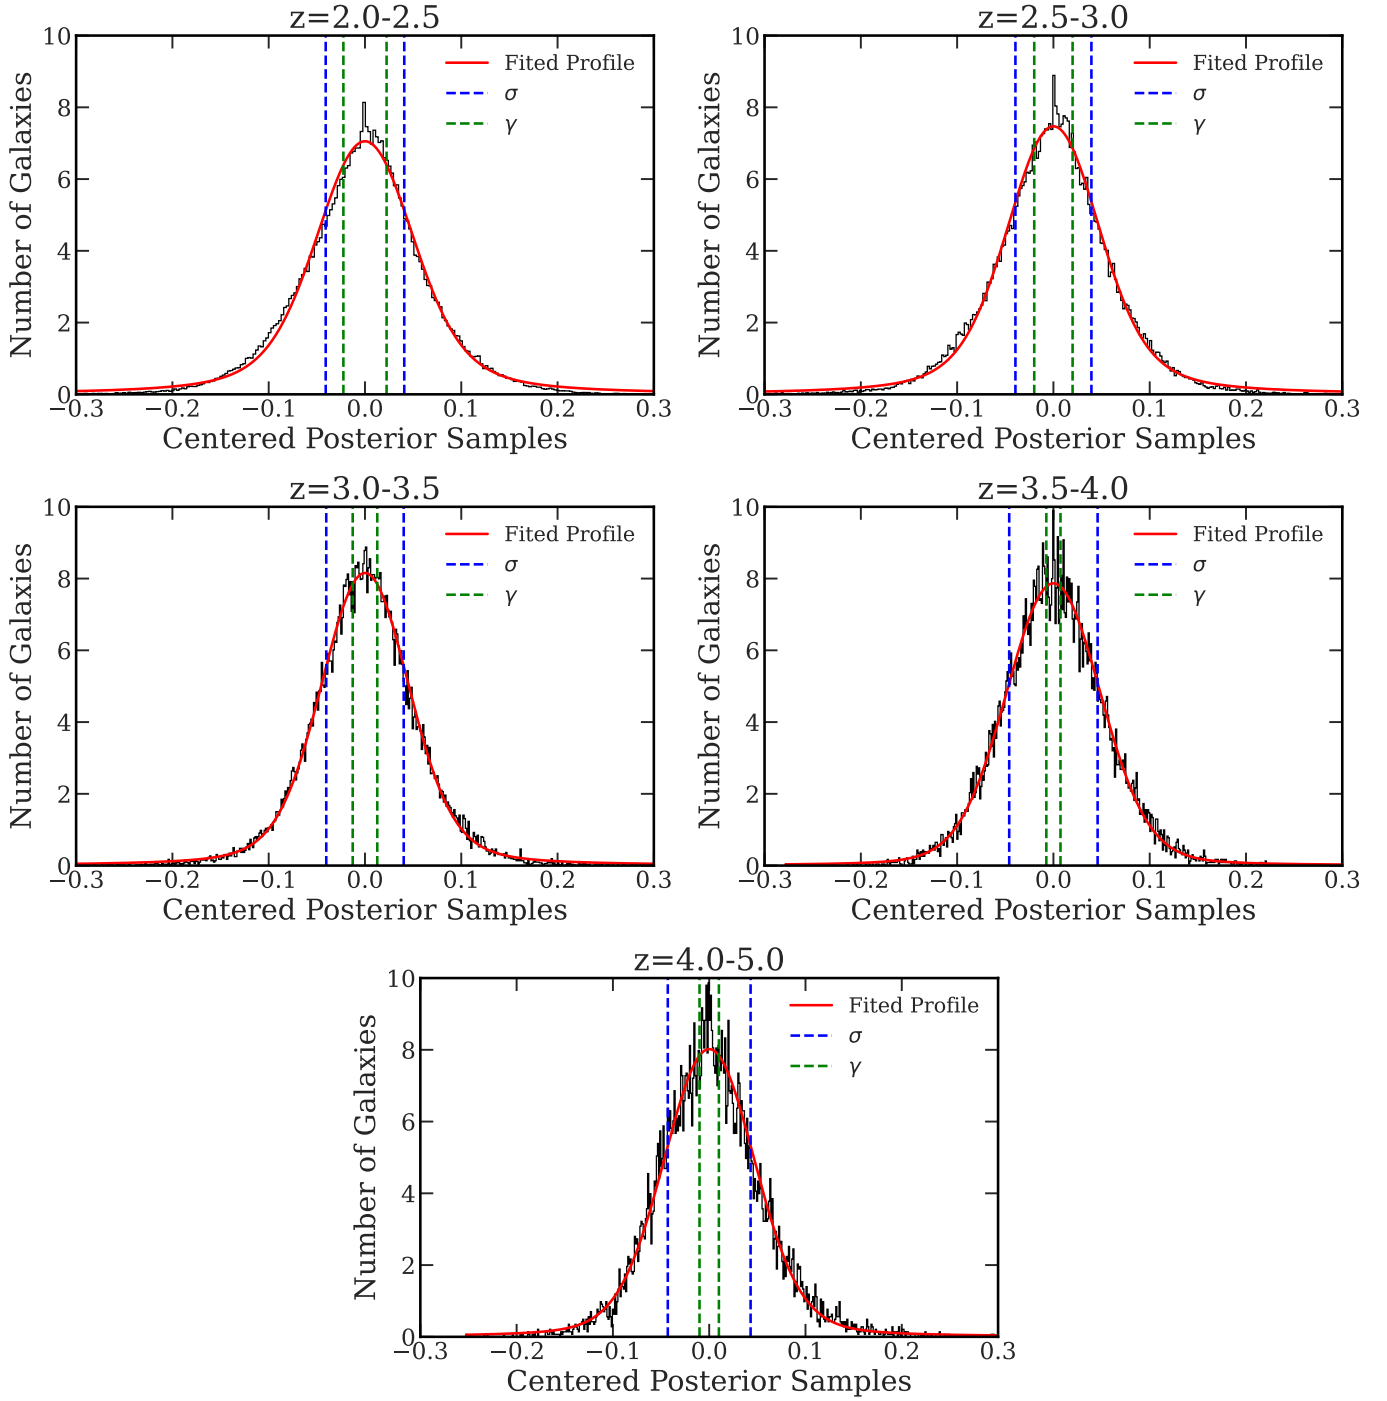 z=2.0-2.5
10
8
6
4
2
0
Number of Galaxies
Fited Profile
σ
γ
−0.3 −0.2 −0.1 0.0 0.1 0.2 0.3
Centered Posterior Samples
z=2.5-3.0
10
8
6
4
2
0
Number of Galaxies
Fited Profile
σ
γ
−0.3 −0.2 −0.1 0.0 0.1 0.2 0.3
Centered Posterior Samples
z=3.0-3.5
10
8
6
4
2
0
Number of Galaxies
Fited Profile
σ
γ
−0.3 −0.2 −0.1 0.0 0.1 0.2 0.3
Centered Posterior Samples
z=3.5-4.0
10
8
6
4
2
0
Number of Galaxies
Fited Profile
σ
γ
−0.3 −0.2 −0.1 0.0 0.1 0.2 0.3
Centered Posterior Samples
z=4.0-5.0
10
8
6
4
2
0
Number of Galaxies
Fited Profile
σ
γ
−0.3 −0.2 −0.1 0.0 0.1 0.2 0.3
Centered Posterior Samples